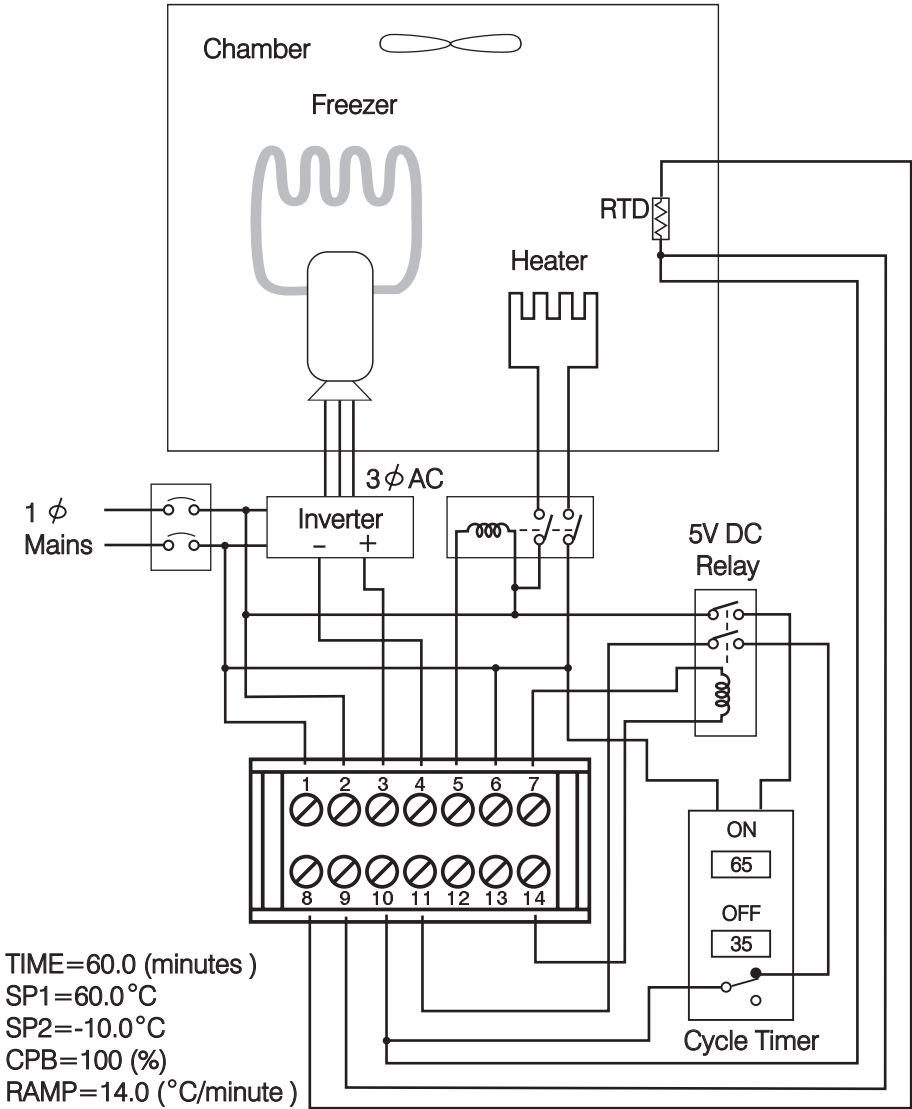 Chamber
Freezer
RTD
Heater
3 ϕ AC
1 ϕ
Mains
Inverter
− +
5V DC
Relay
1 2 3 4 5 6 7
8 9 10 11 12 13 14
ON
65
OFF
35
Cycle Timer
TIME=60.0 (minutes )
SP1=60.0°C
SP2=-10.0°C
CPB=100 (%)
RAMP=14.0 (°C/minute )